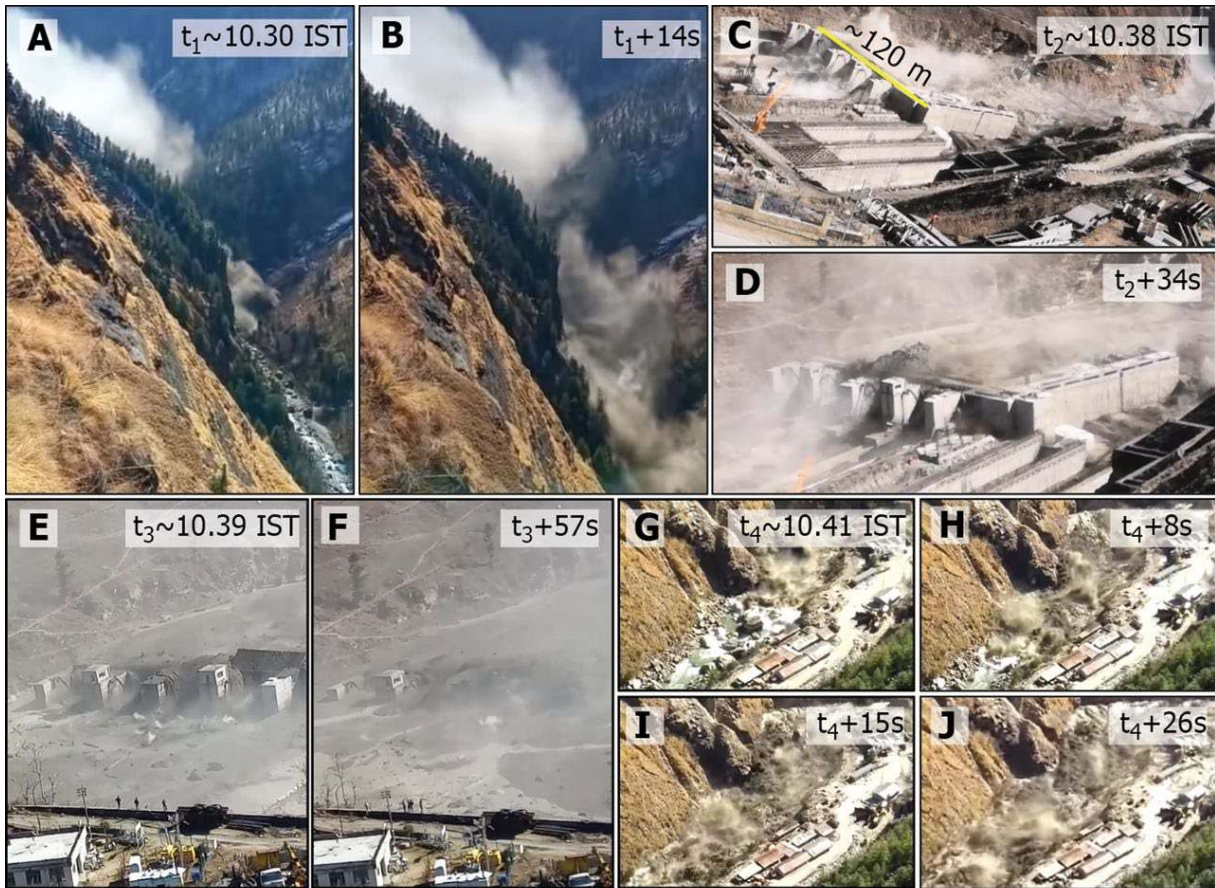 A
t1~10.30 IST
B
t1+14s
C
t2~10.38 IST
~120 m
D
t2+34s
E
t3~10.39 IST
F
t3+57s
G
t4~10.41 IST
H
t4+8s
I
t4+15s
J
t4+26s